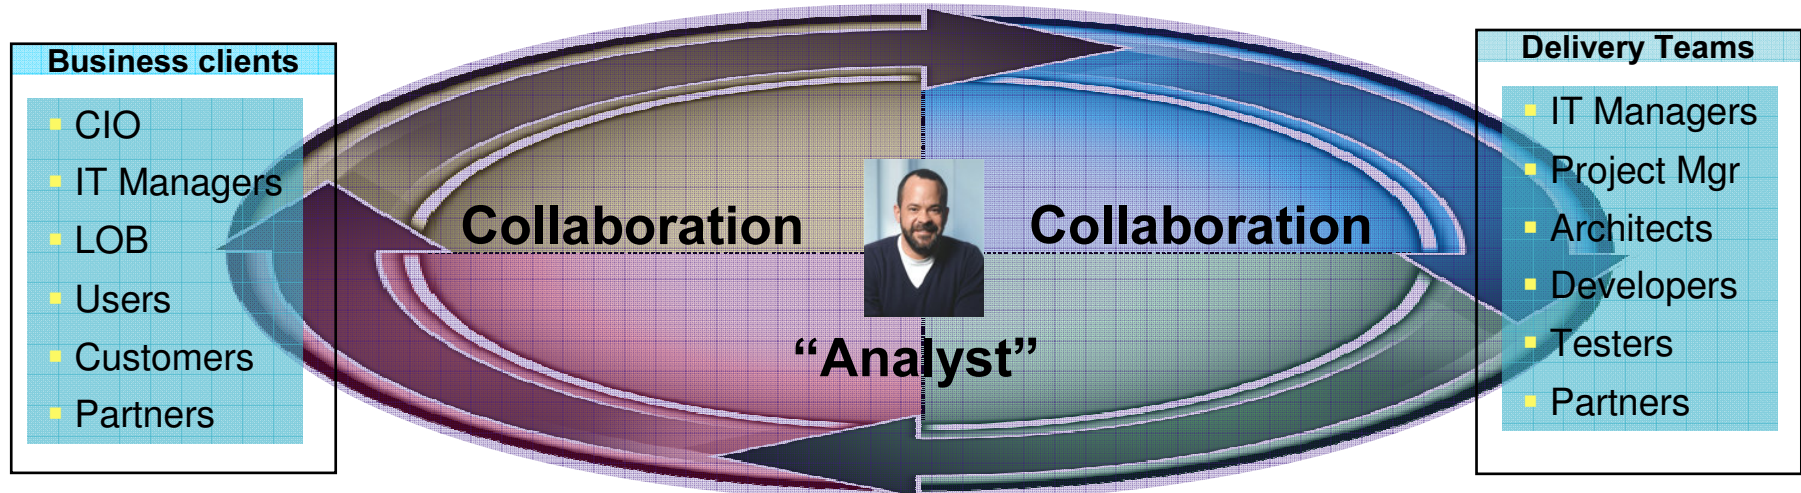 Business clients
CIO
IT Managers
LOB
Users
Customers
Partners
Collaboration
Collaboration
“Analyst”
Delivery Teams
IT Managers
Project Mgr
Architects
Developers
Testers
Partners